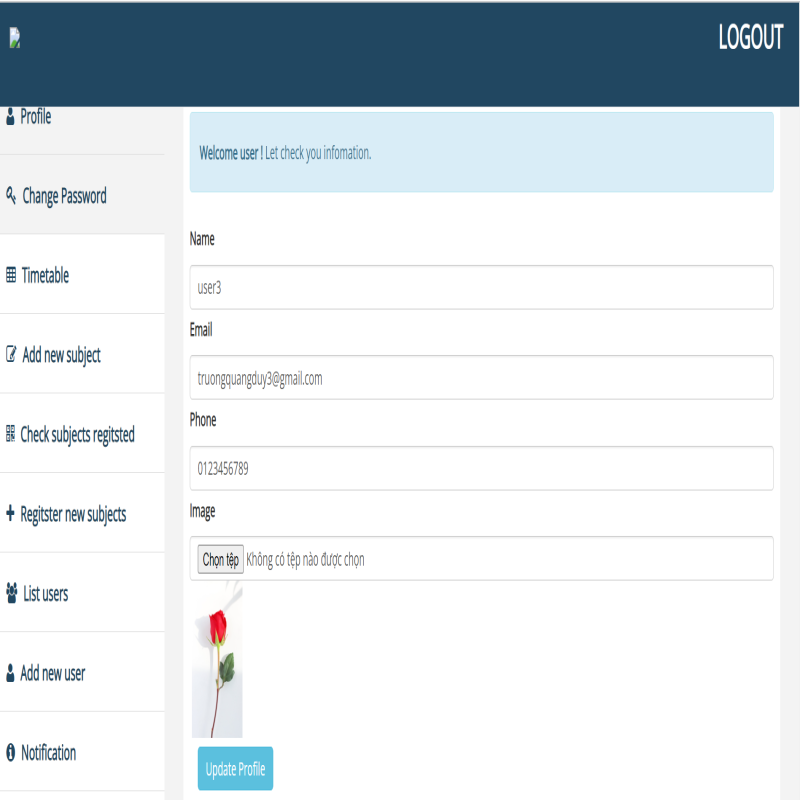 LOGOUT
Profile
Change Password
Timetable
Add new subject
Check subjects regitsted
Regitster new subjects
List users
Add new user
Notification
Welcome user ! Let check you infomation.
Name
user3
Email
truongquangduy3@gmail.com
Phone
0123456789
Image
Chọn tệp Không có tệp nào được chọn
Update Profile